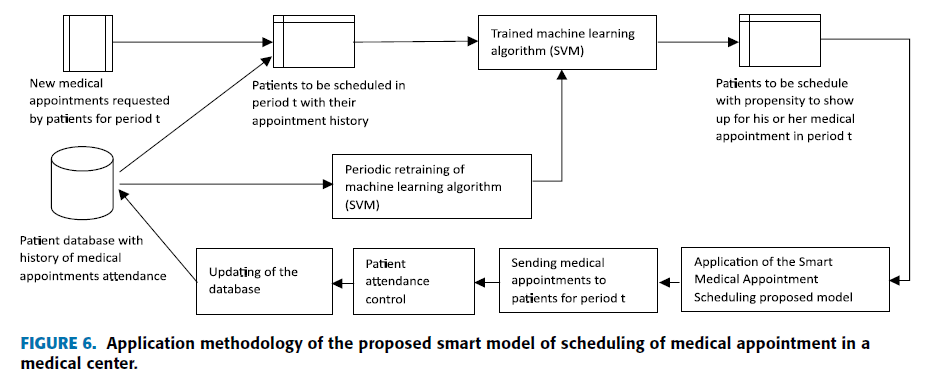 New medical
appointments requested
by patients for period t
Patients to be scheduled in
period t with their
appointment history
Trained machine learning
algorithm (SVM)
Patients to be schedule
with propensity to show
up for his or her medical
appointment in period t
Periodic retraining of
machine learning algorithm
(SVM)
Patient database with
history of medical
appointments attendance
Updating of the
database
Patient
attendance
control
Sending medical
appointments to
patients for period t
Application of the Smart
Medical Appointment
Scheduling proposed model
FIGURE 6. Application methodology of the proposed smart model of scheduling of medical appointment in a
medical center.